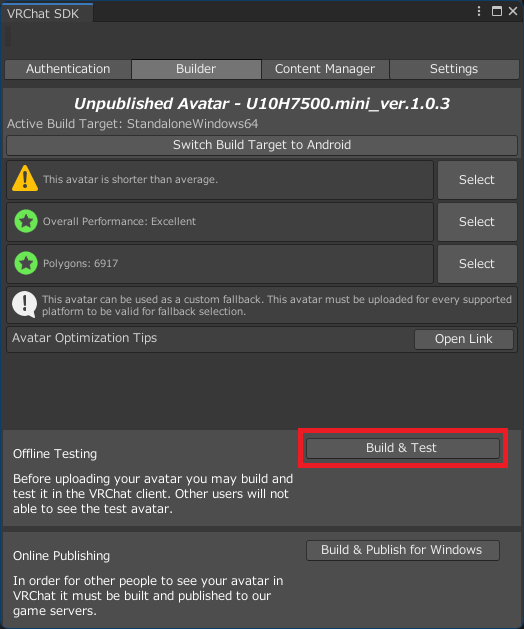 VRChat SDK
Authentication
Builder
Content Manager
Settings
Unpublished Avatar - U10H7500.mini_ver.1.0.3
Active Build Target: StandaloneWindows64
Switch Build Target to Android
This avatar is shorter than average.
Select
Overall Performance: Excellent
Select
Polygons: 6917
Select
This avatar can be used as a custom fallback. This avatar must be uploaded for every supported
platform to be valid for fallback selection.
Avatar Optimization Tips
Open Link
Offline Testing
Build & Test
Before uploading your avatar you may build and
test it in the VRChat client. Other users will not
able to see the test avatar.
Online Publishing
Build & Publish for Windows
In order for other people to see your avatar in
VRChat it must be built and published to our
game servers.